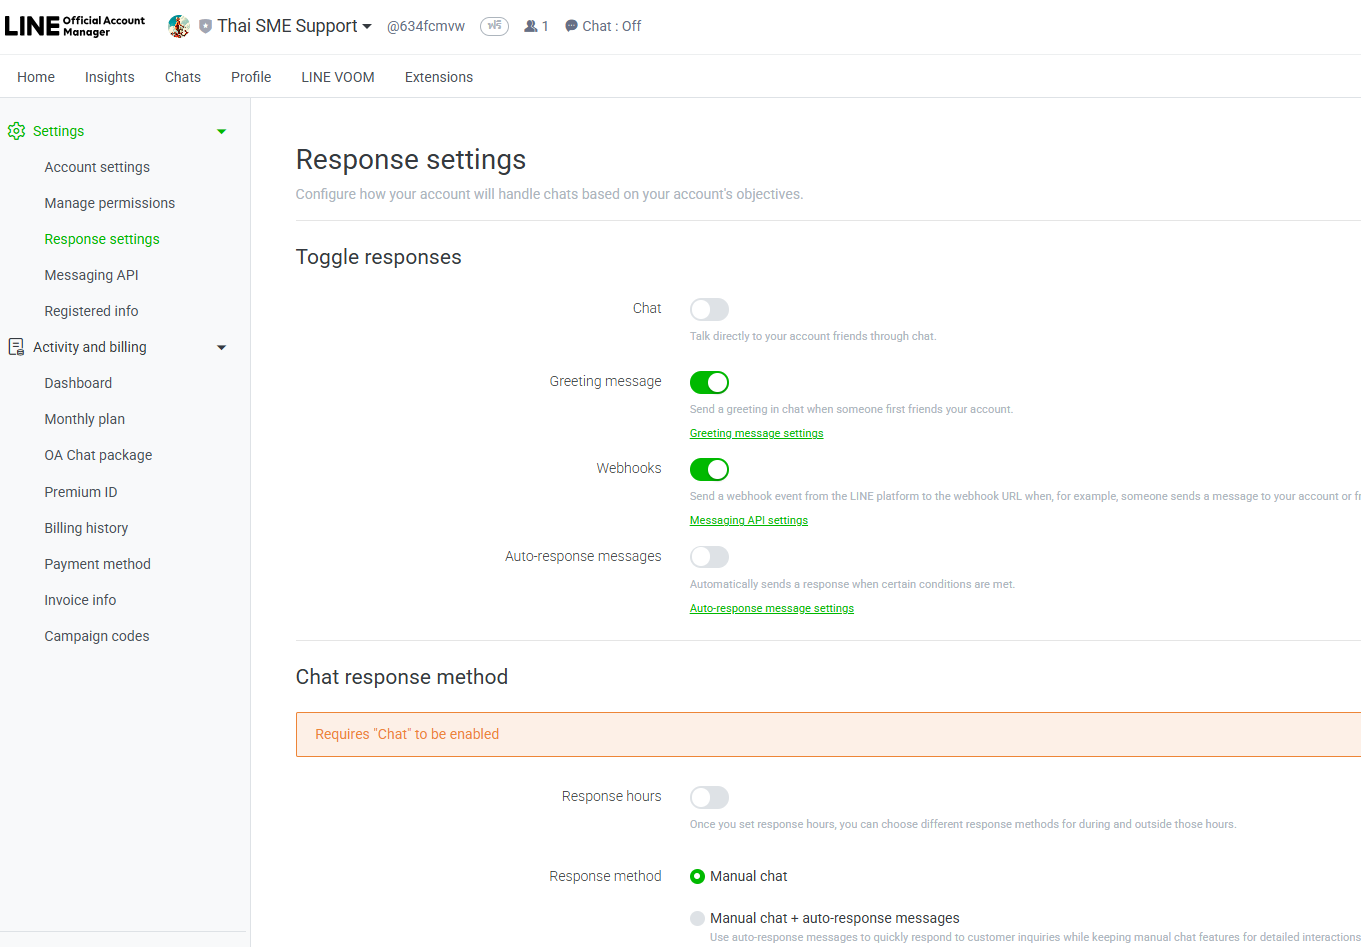 LINE Official Account Manager
Thai SME Support @634fcmvw ฟรี 1 Chat : Off
Home Insights Chats Profile LINE VOOM Extensions
Settings
Account settings
Manage permissions
Response settings
Messaging API
Registered info
Activity and billing
Dashboard
Monthly plan
OA Chat package
Premium ID
Billing history
Payment method
Invoice info
Campaign codes
Response settings
Configure how your account will handle chats based on your account's objectives.
Toggle responses
Chat
Talk directly to your account friends through chat.
Greeting message
Send a greeting in chat when someone first friends your account.
Greeting message settings
Webhooks
Send a webhook event from the LINE platform to the webhook URL when, for example, someone sends a message to your account or fr
Messaging API settings
Auto-response messages
Automatically sends a response when certain conditions are met.
Auto-response message settings
Chat response method
Requires "Chat" to be enabled
Response hours
Once you set response hours, you can choose different response methods for during and outside those hours.
Response method
Manual chat
Manual chat + auto-response messages
Use auto-response messages to quickly respond to customer inquiries while keeping manual chat features for detailed interactions